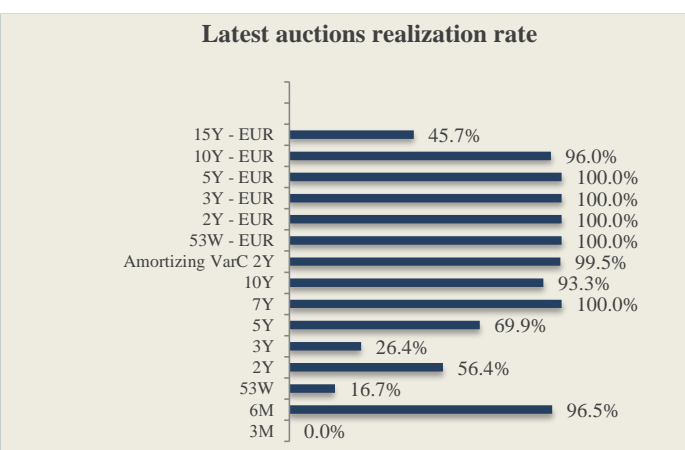 Latest auctions realization rate
15Y - EUR 45.7%
10Y - EUR 96.0%
5Y - EUR 100.0%
3Y - EUR 100.0%
2Y - EUR 100.0%
53W - EUR 100.0%
Amortizing VarC 2Y 99.5%
10Y 93.3%
7Y 100.0%
5Y 69.9%
3Y 26.4%
2Y 56.4%
53W 16.7%
6M 96.5%
3M 0.0%